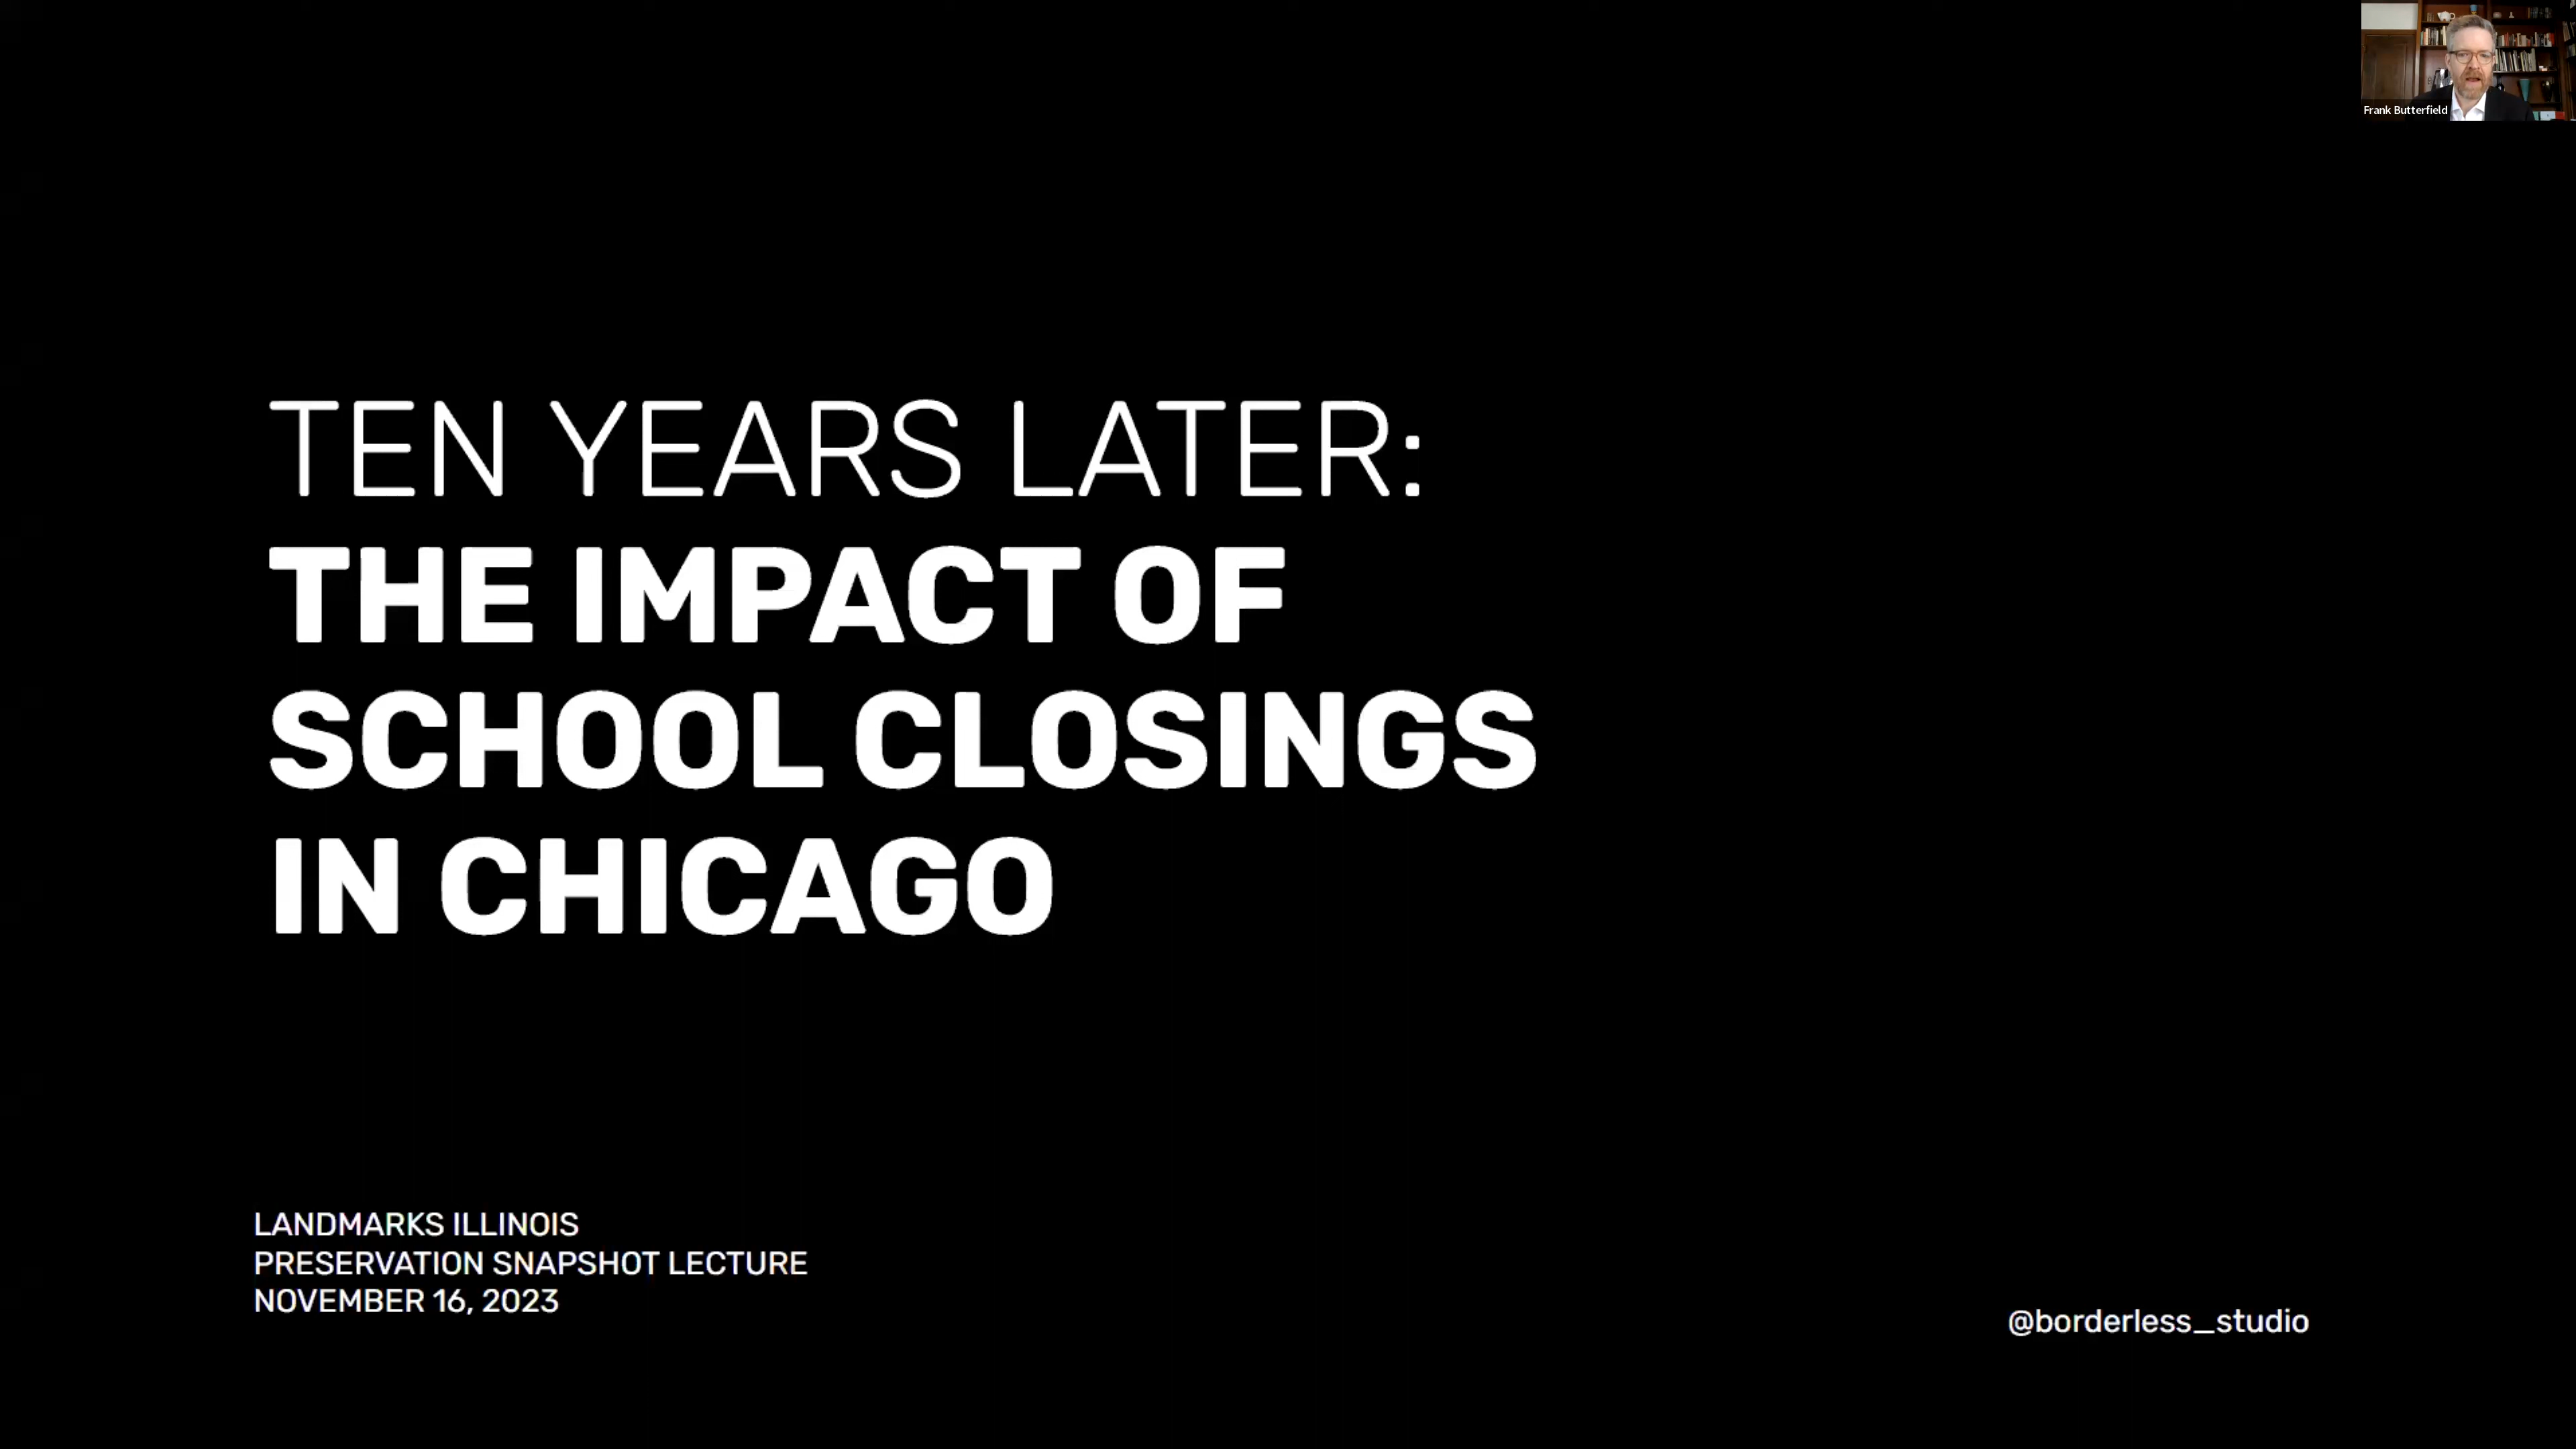 Frank Butterfield
TEN YEARS LATER:
THE IMPACT OF
SCHOOL CLOSINGS
IN CHICAGO
LANDMARKS ILLINOIS
PRESERVATION SNAPSHOT LECTURE
NOVEMBER 16, 2023
@borderless_studio